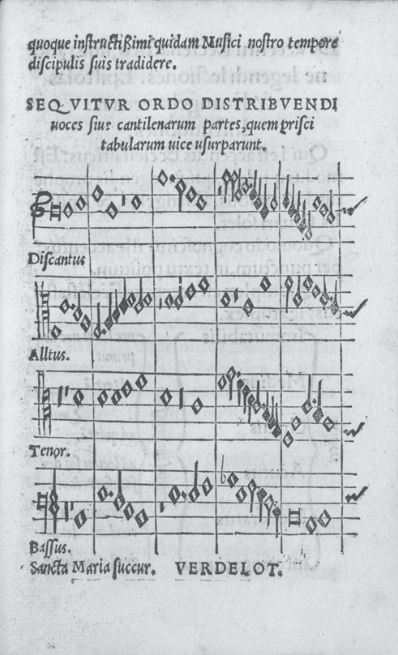 quoque instructißimi quidam Musici nostro tempore
discipulis suis tradidere.
SEQVITVR ORDO DISTRIBVENDI
uoces siue cantilenarum partes, quem prisci
tabularum uice usurparunt.
Discantus
Alltus.
Tenor.
Bassus.
Sancta Maria succur. VERDELOT.